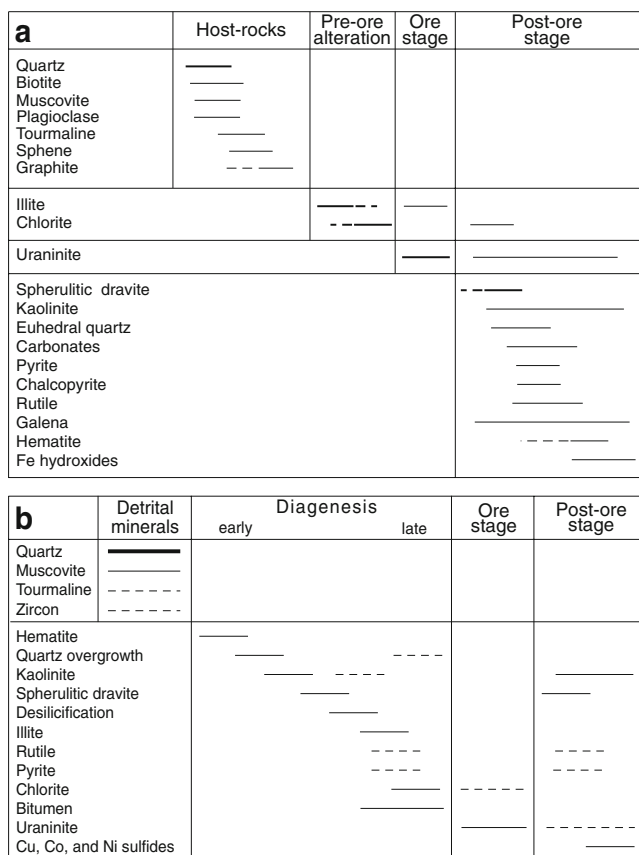 a
Host-rocks
Pre-ore
alteration
Ore
stage
Post-ore
stage
Quartz
Biotite
Muscovite
Plagioclase
Tourmaline
Sphene
Graphite
Illite
Chlorite
Uraninite
Spherulitic dravite
Kaolinite
Euhedral quartz
Carbonates
Pyrite
Chalcopyrite
Rutile
Galena
Hematite
Fe hydroxides
b
Detrital
minerals
Diagenesis
early late
Ore
stage
Post-ore
stage
Quartz
Muscovite
Tourmaline
Zircon
Hematite
Quartz overgrowth
Kaolinite
Spherulitic dravite
Desilicification
Illite
Rutile
Pyrite
Chlorite
Bitumen
Uraninite
Cu, Co, and Ni sulfides